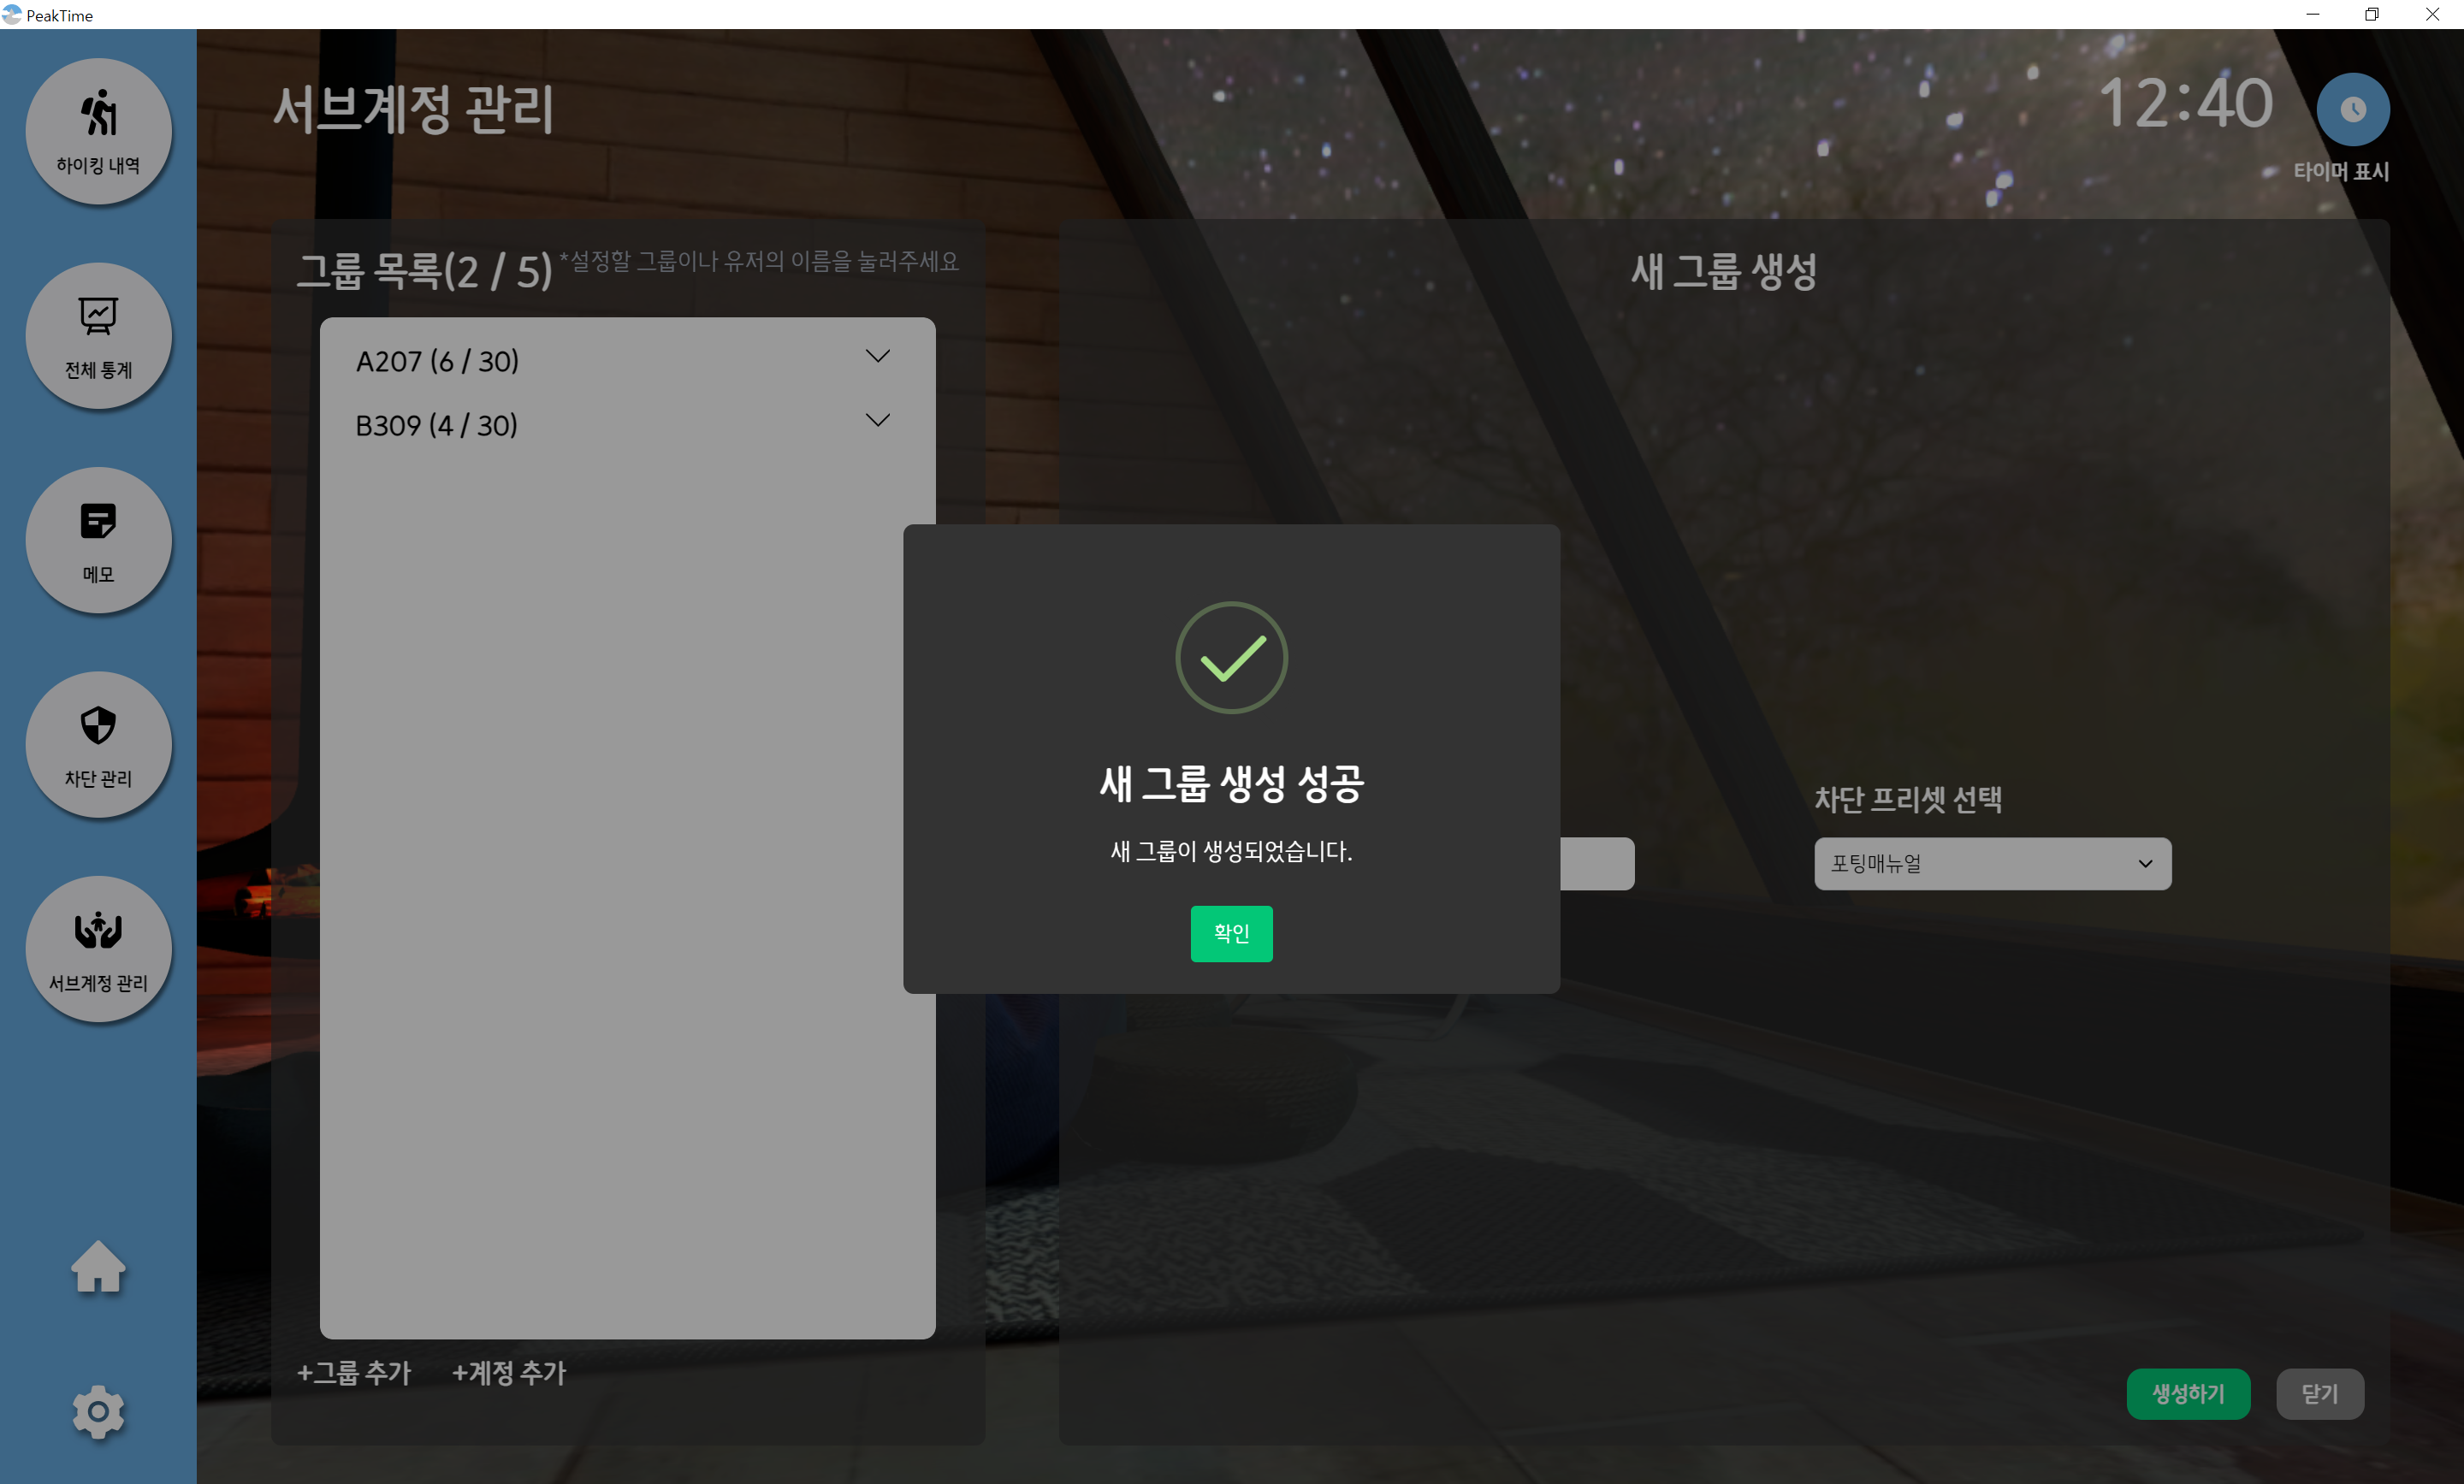 PeakTime
하이킹 내역
전체 통계
메모
차단 관리
서브계정 관리
서브계정 관리
12:40
타이머 표시
그룹 목록(2 / 5) *설정할 그룹이나 유저의 이름을 눌러주세요
A207 (6 / 30)
B309 (4 / 30)
+그룹 추가 +계정 추가
새 그룹 생성
차단 프리셋 선택
포팅매뉴얼
생성하기 닫기
새 그룹 생성 성공
새 그룹이 생성되었습니다.
확인